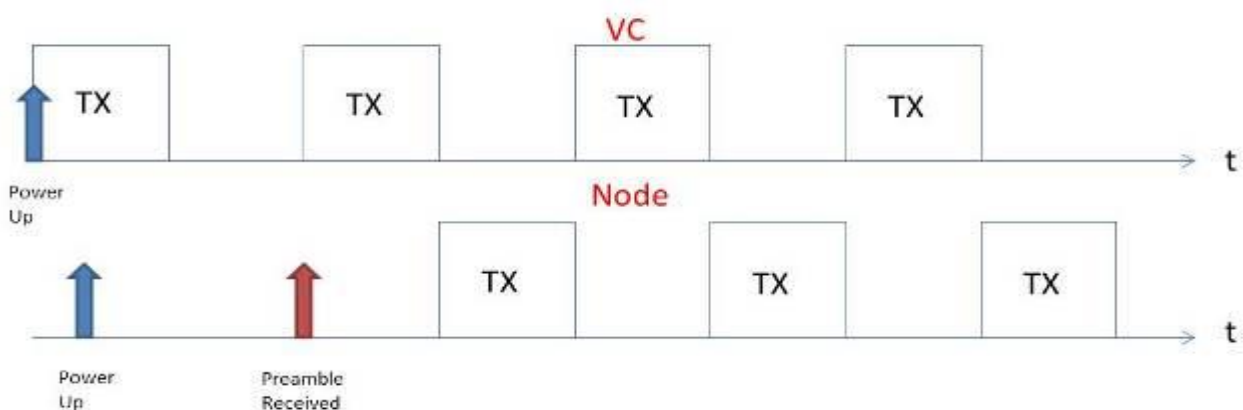 VC
TX TX TX TX
t
Power
Up
Node
TX TX TX
t
Power
Up
Preamble
Received